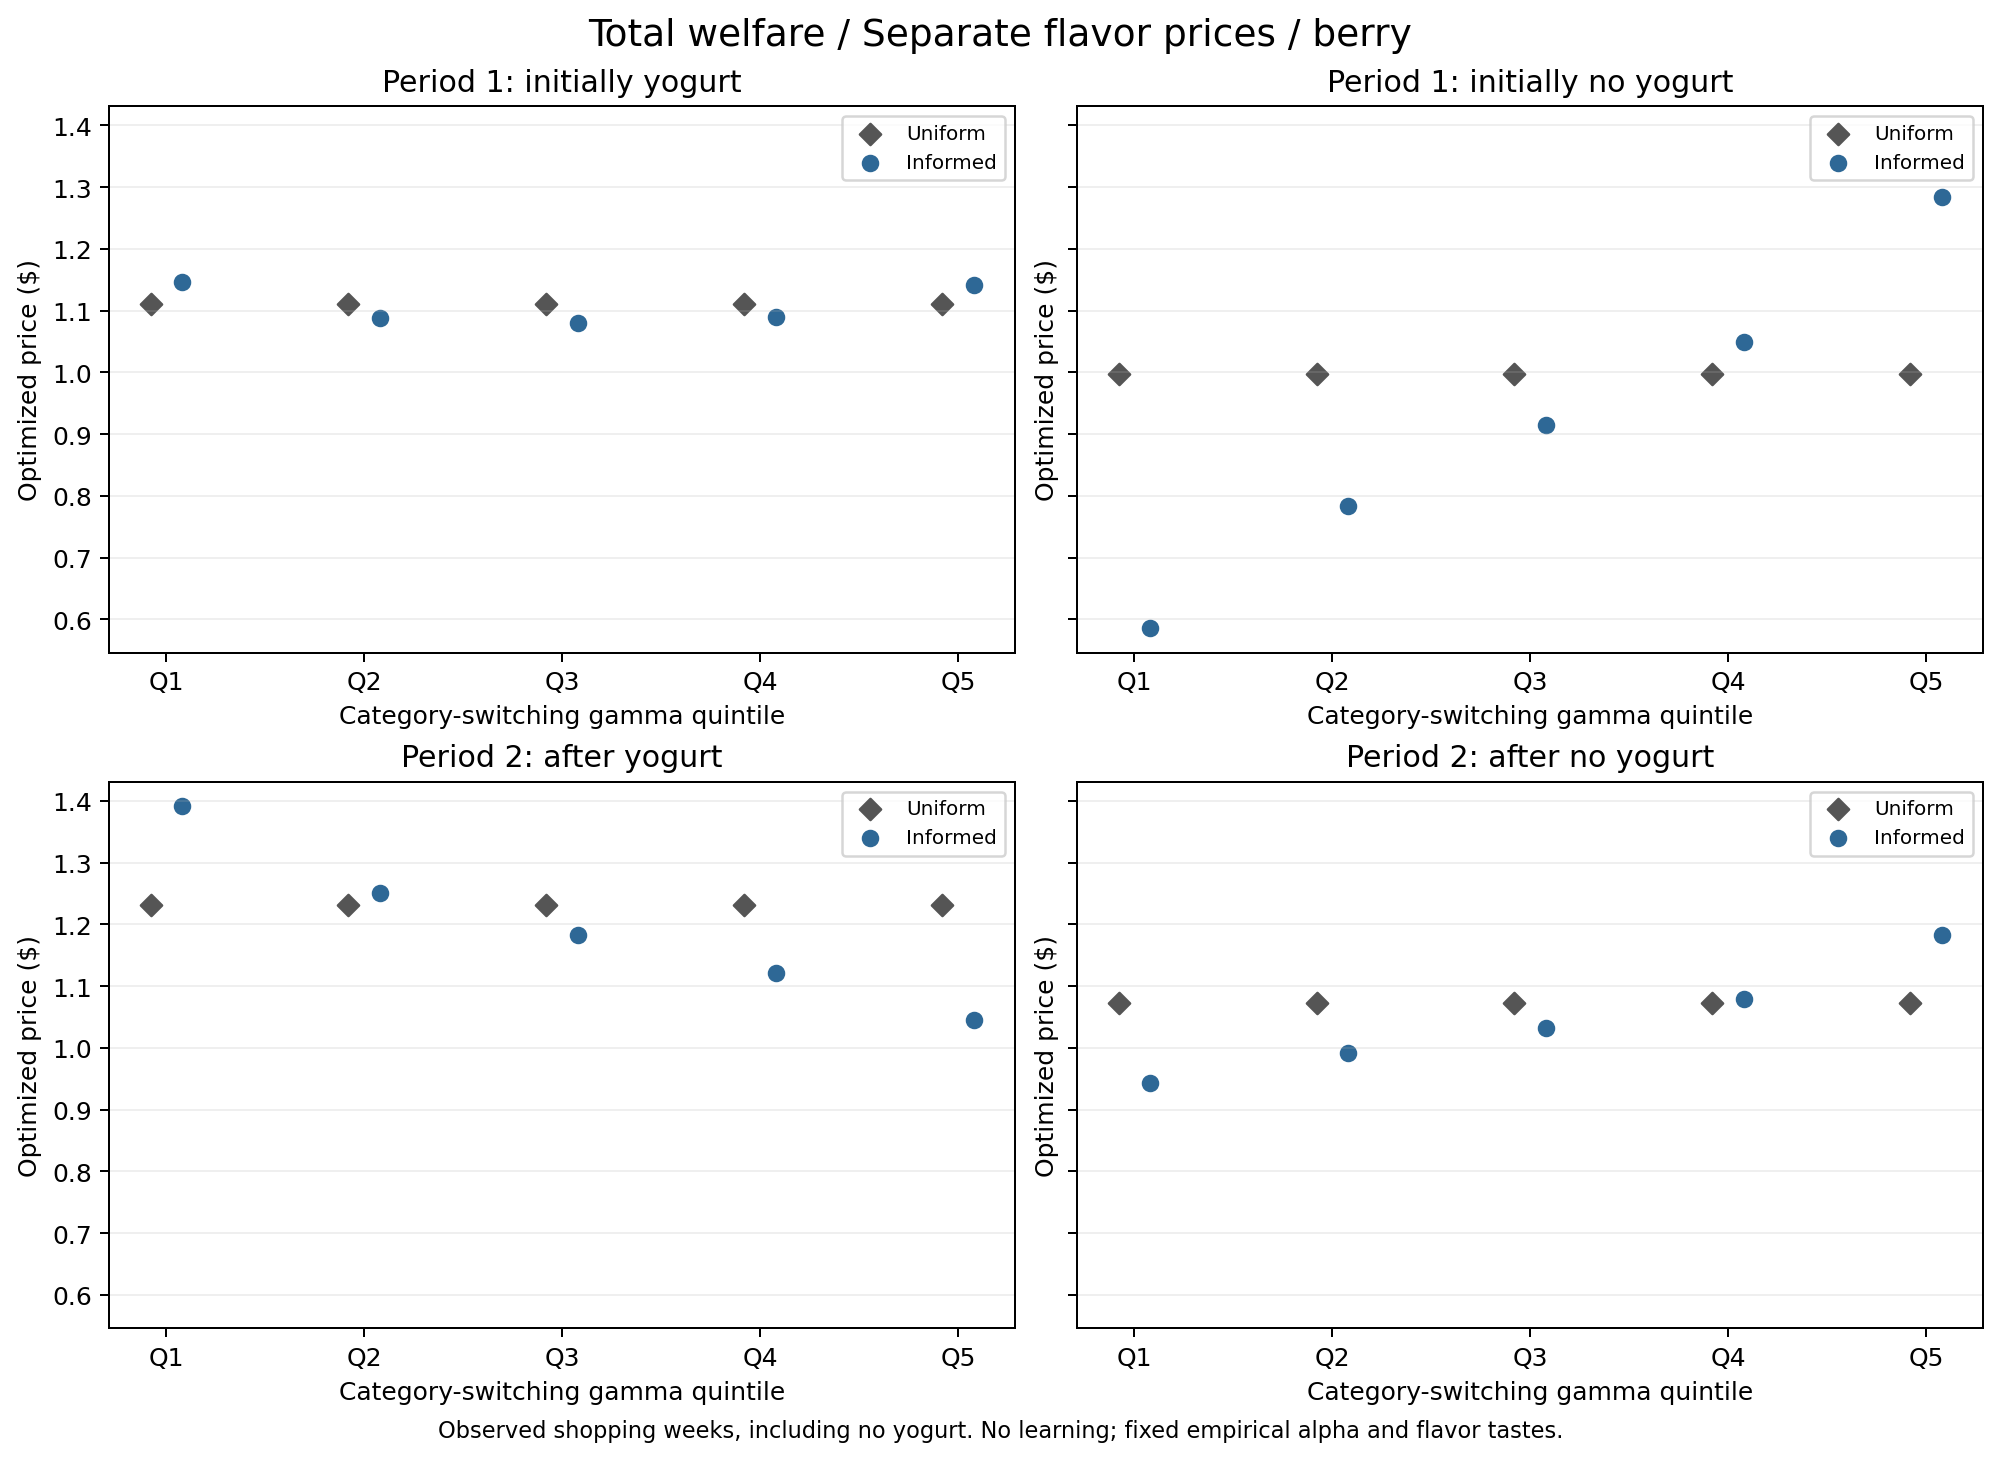 Total welfare / Separate flavor prices / berry
Period 1: initially yogurt
Optimized price ($)
1.4
1.3
1.2
1.1
1.0
0.9
0.8
0.7
0.6
Uniform
Informed
Q1 Q2 Q3 Q4 Q5
Category-switching gamma quintile
Period 1: initially no yogurt
Optimized price ($)
Uniform
Informed
Q1 Q2 Q3 Q4 Q5
Category-switching gamma quintile
Period 2: after yogurt
Optimized price ($)
1.4
1.3
1.2
1.1
1.0
0.9
0.8
0.7
0.6
Uniform
Informed
Q1 Q2 Q3 Q4 Q5
Category-switching gamma quintile
Period 2: after no yogurt
Optimized price ($)
Uniform
Informed
Q1 Q2 Q3 Q4 Q5
Category-switching gamma quintile
Observed shopping weeks, including no yogurt. No learning; fixed empirical alpha and flavor tastes.